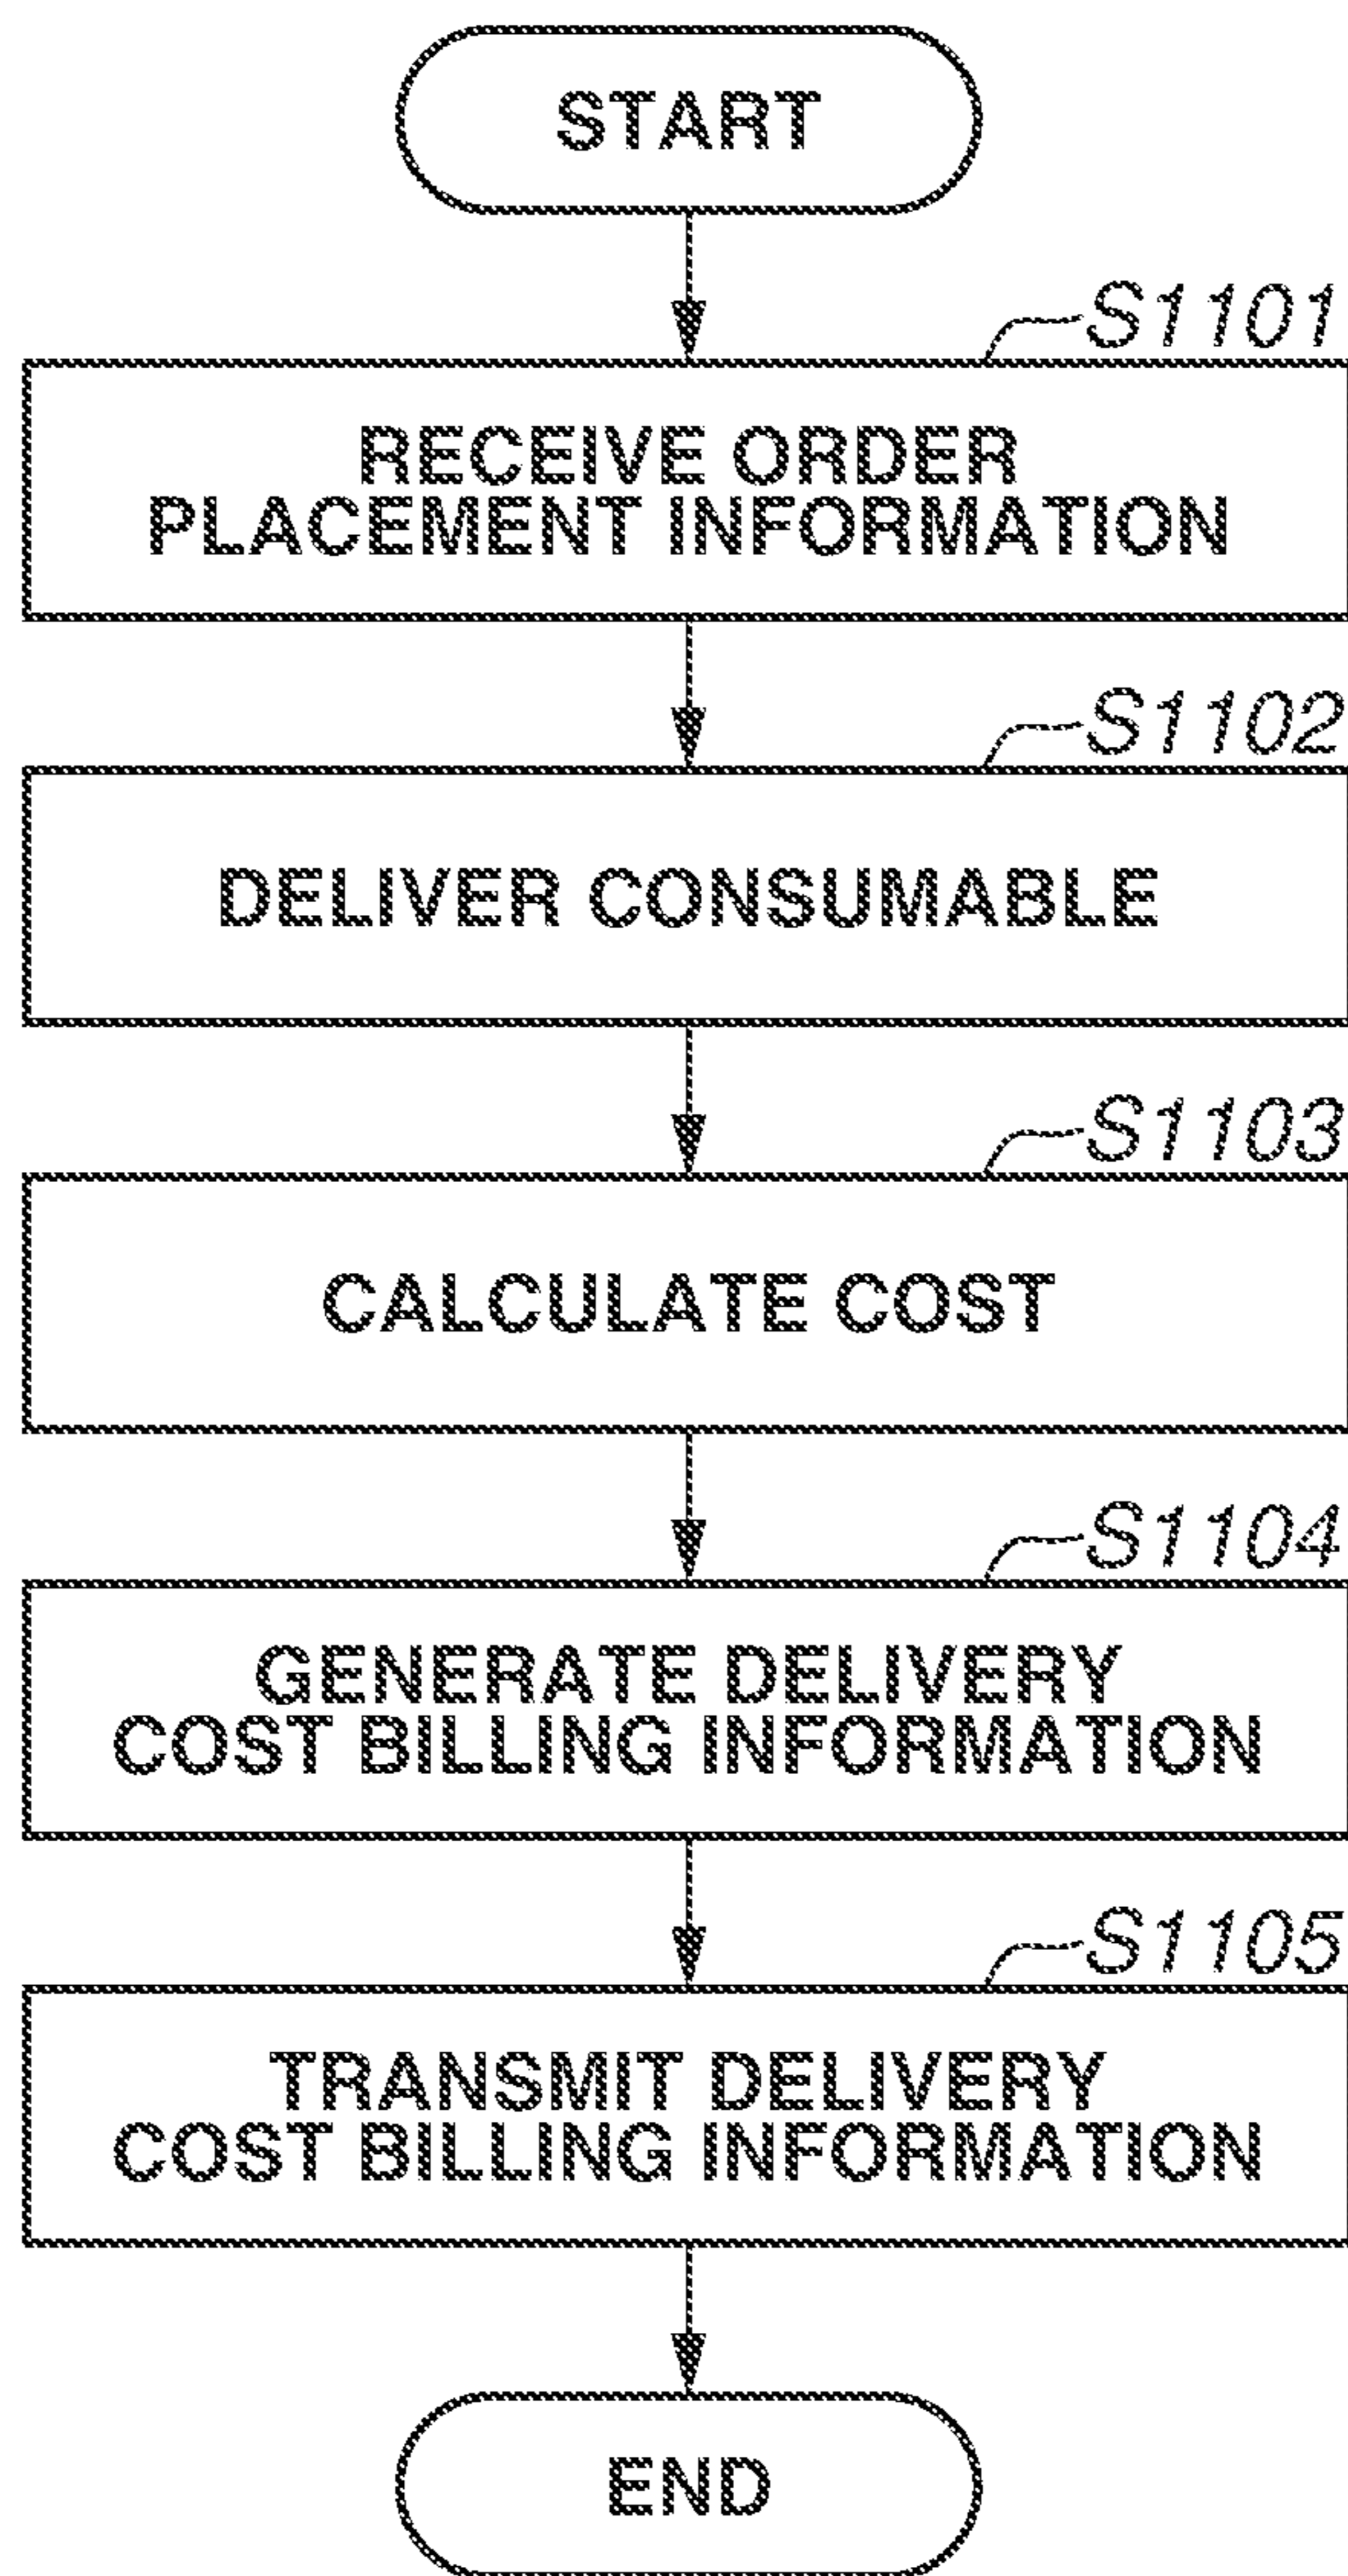 START
S1101
RECEIVE ORDER
PLACEMENT INFORMATION
S1102
DELIVER CONSUMABLE
S1103
CALCULATE COST
S1104
GENERATE DELIVERY
COST BILLING INFORMATION
S1105
TRANSMIT DELIVERY
COST BILLING INFORMATION
END